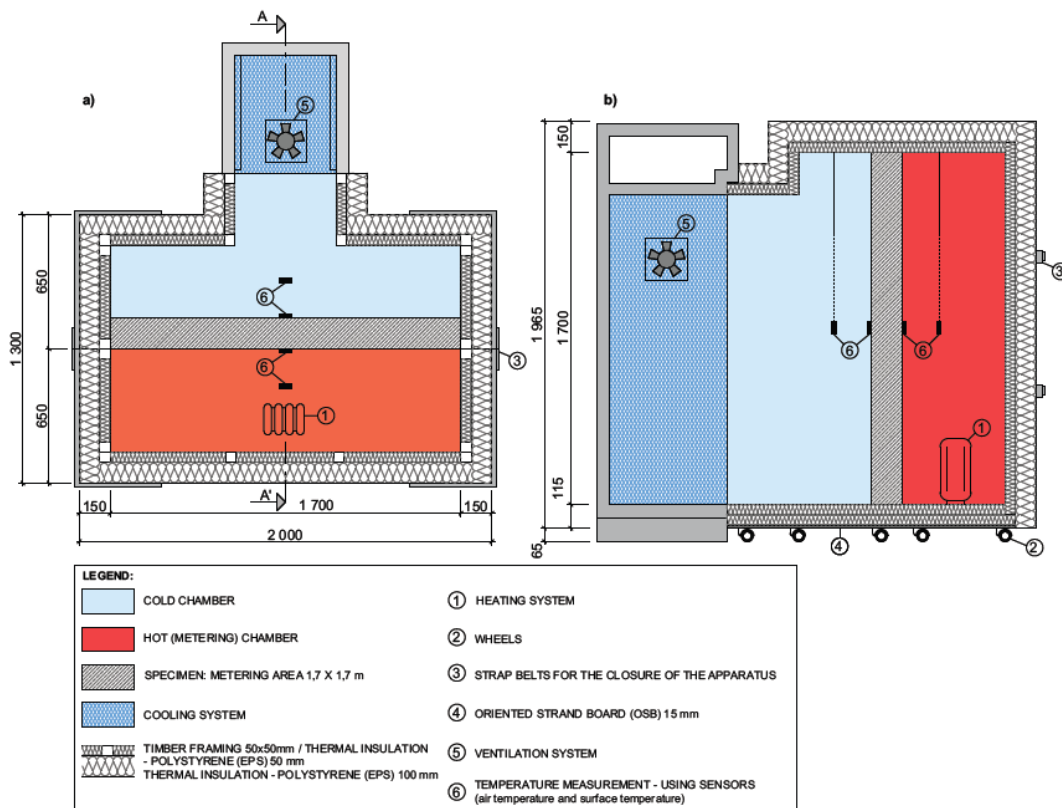 A
a)
5
6
6
1
3
A'
650
650
1 300
150
1 700
150
2 000
b)
5
6
6
1
3
4
2
150
1 700
1 965
115
65
LEGEND:
COLD CHAMBER
HOT (METERING) CHAMBER
SPECIMEN: METERING AREA 1,7 X 1,7 m
COOLING SYSTEM
TIMBER FRAMING 50x50mm / THERMAL INSULATION
- POLYSTYRENE (EPS) 50 mm
THERMAL INSULATION - POLYSTYRENE (EPS) 100 mm
1 HEATING SYSTEM
2 WHEELS
3 STRAP BELTS FOR THE CLOSURE OF THE APPARATUS
4 ORIENTED STRAND BOARD (OSB) 15 mm
5 VENTILATION SYSTEM
6 TEMPERATURE MEASUREMENT - USING SENSORS
(air temperature and surface temperature)